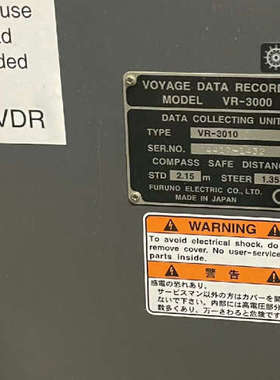 use
ad
ded
VDR
VOYAGE DATA RECORDE
MODEL VR-3000
DATA COLLECTING UNIT
TYPE VR-3010
SER.NO.
COMPASS SAFE DISTAN
STD 2.15 m STEER 1.35
FURUNO ELECTRIC CO., LTD.
MADE IN JAPAN
WARNING
To avoid electrical shock, do
remove cover. No user-service
parts inside.
警告
感電の恐れあり。
サービスマン以外の方はカバーを開
ないで下さい。内部には高電圧部分
数多くあり、万一さわると危険です